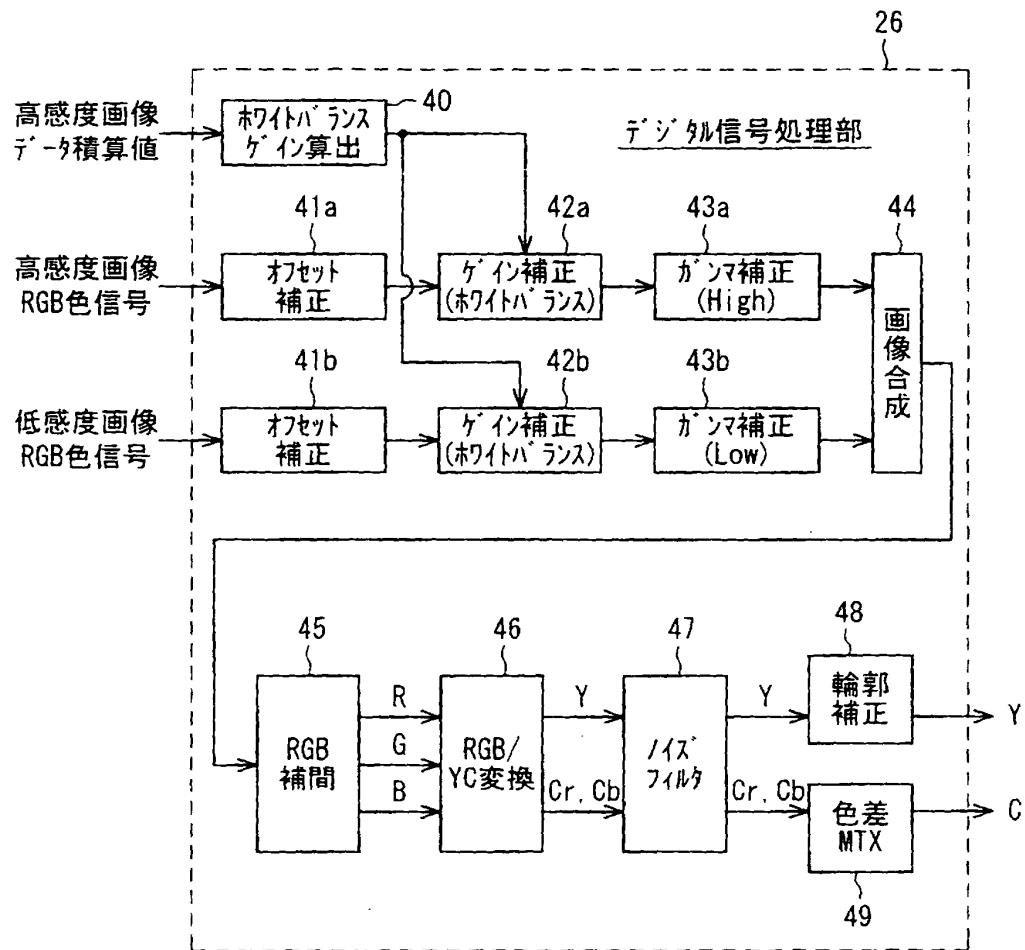 26
高感度画像
データ積算値
ホワイトバランス
ゲイン算出
40
デジタル信号処理部
41a
42a
43a
44
高感度画像
RGB色信号
オフセット
補正
ゲイン補正
(ホワイトバランス)
ガンマ補正
(High)
画像合成
41b
42b
43b
低感度画像
RGB色信号
オフセット
補正
ゲイン補正
(ホワイトバランス)
ガンマ補正
(Low)
45
46
47
48
RGB
補間
R
G
B
RGB/
YC変換
Y
Cr, Cb
ノイズ
フィルタ
Y
Cr, Cb
輪郭
補正
Y
色差
MTX
C
49